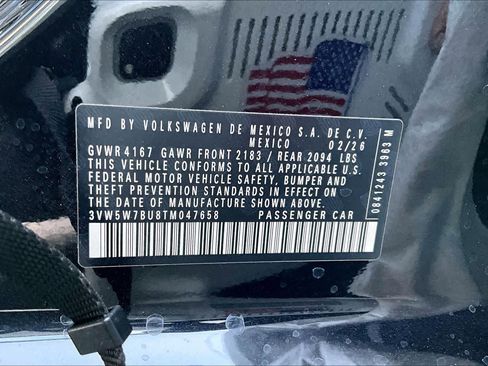 MFD BY VOLKSWAGEN DE MEXICO S.A. DE C.V.
MEXICO 02/26
GVWR 4167 GAWR FRONT 2183 / REAR 2094 LBS
THIS VEHICLE CONFORMS TO ALL APPLICABLE U.S.
FEDERAL MOTOR VEHICLE SAFETY, BUMPER AND
THEFT PREVENTION STANDARDS IN EFFECT ON
THE DATE OF MANUFACTURE SHOWN ABOVE.
3VW5W7BU8TM047658 PASSENGER CAR
0841243 3963 M